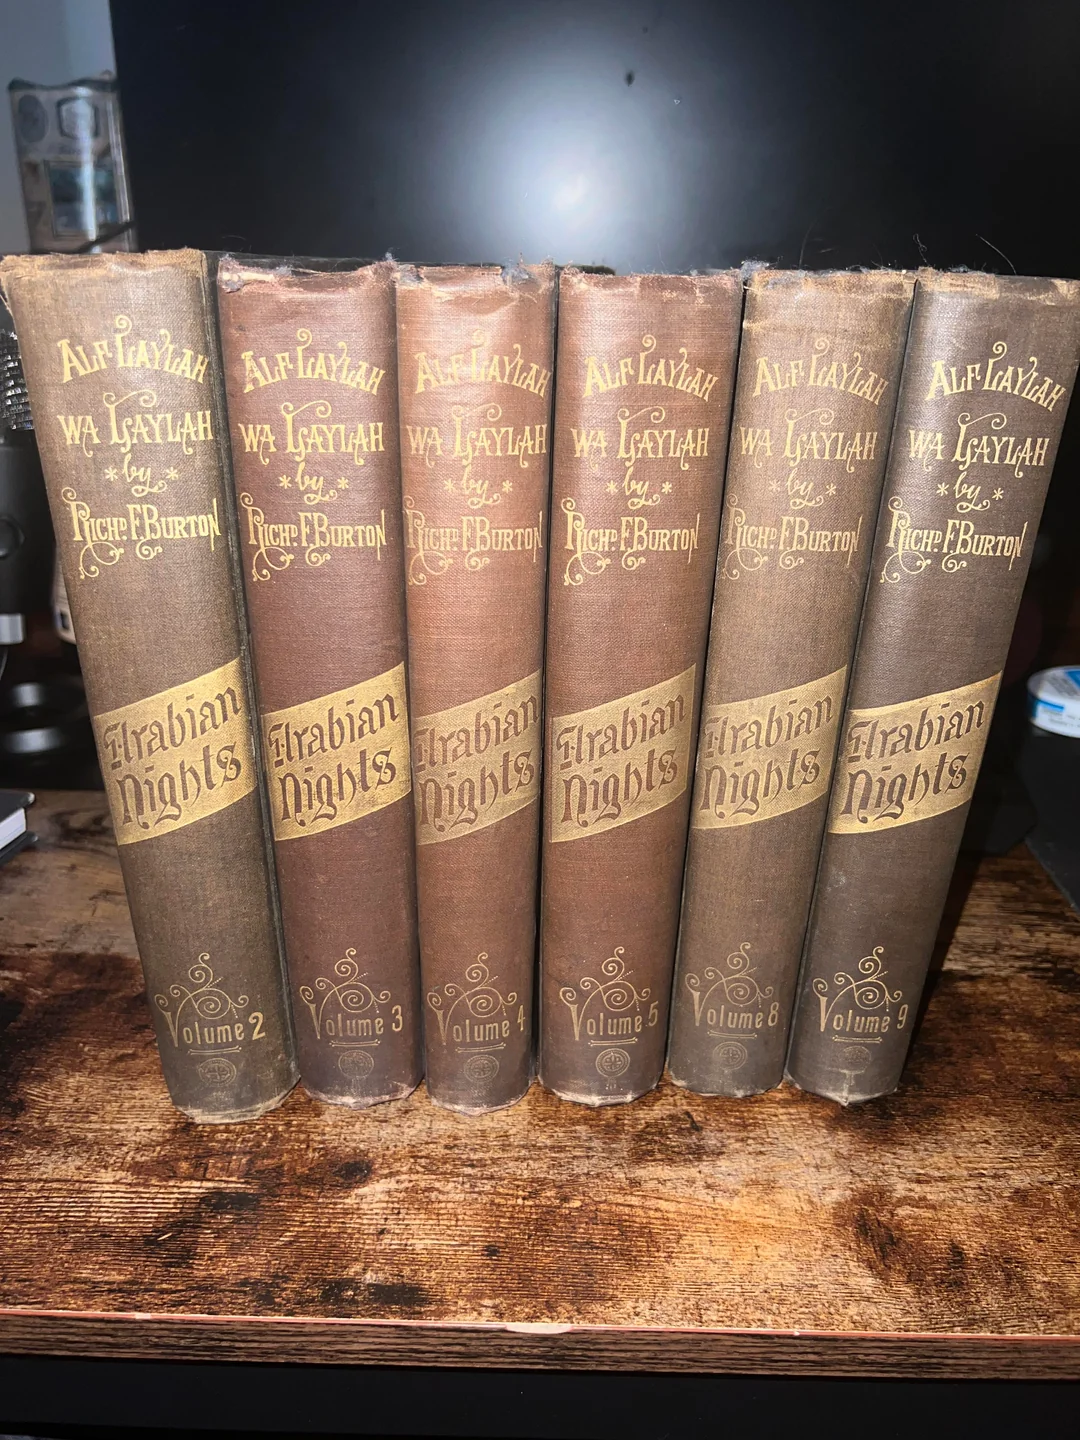 ALF LAYLAH
WA LAYLAH
* by *
RICHD. F. BURTON
Arabian
Nights
Volume 2
ALF LAYLAH
WA LAYLAH
* by *
RICHD. F. BURTON
Arabian
Nights
Volume 3
ALF LAYLAH
WA LAYLAH
* by *
RICHD. F. BURTON
Arabian
Nights
Volume 4
ALF LAYLAH
WA LAYLAH
* by *
RICHD. F. BURTON
Arabian
Nights
Volume 5
ALF LAYLAH
WA LAYLAH
* by *
RICHD. F. BURTON
Arabian
Nights
Volume 8
ALF LAYLAH
WA LAYLAH
* by *
RICHD. F. BURTON
Arabian
Nights
Volume 9